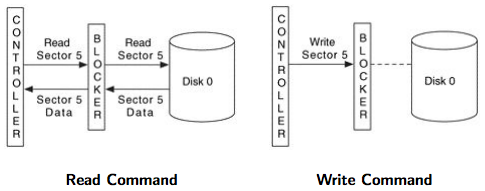 CONTROLLER
BLOCKER
Read
Sector 5
Read
Sector 5
Sector 5
Data
Sector 5
Data
Disk 0
Read Command
CONTROLLER
BLOCKER
Write
Sector 5
Disk 0
Write Command